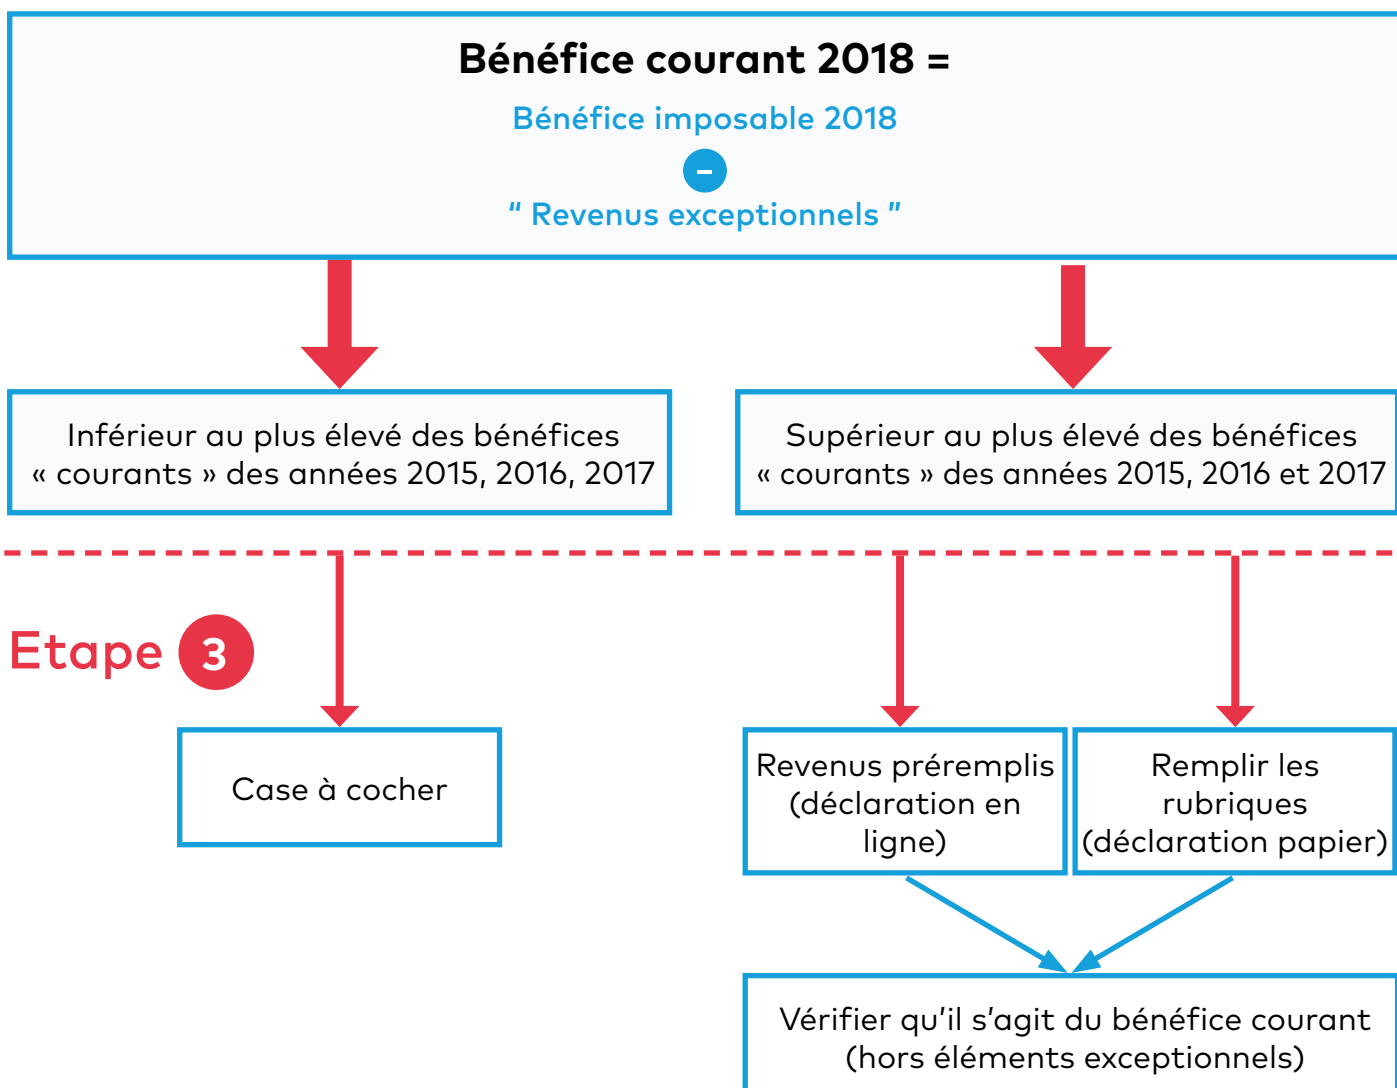 Bénéfice courant 2018 =
Bénéfice imposable 2018
-
“ Revenus exceptionnels ”
Inférieur au plus élevé des bénéfices
« courants » des années 2015, 2016, 2017
Supérieur au plus élevé des bénéfices
« courants » des années 2015, 2016 et 2017
Etape 3
Case à cocher
Revenus préremplis
(déclaration en
ligne)
Remplir les
rubriques
(déclaration papier)
Vérifier qu’il s’agit du bénéfice courant
(hors éléments exceptionnels)